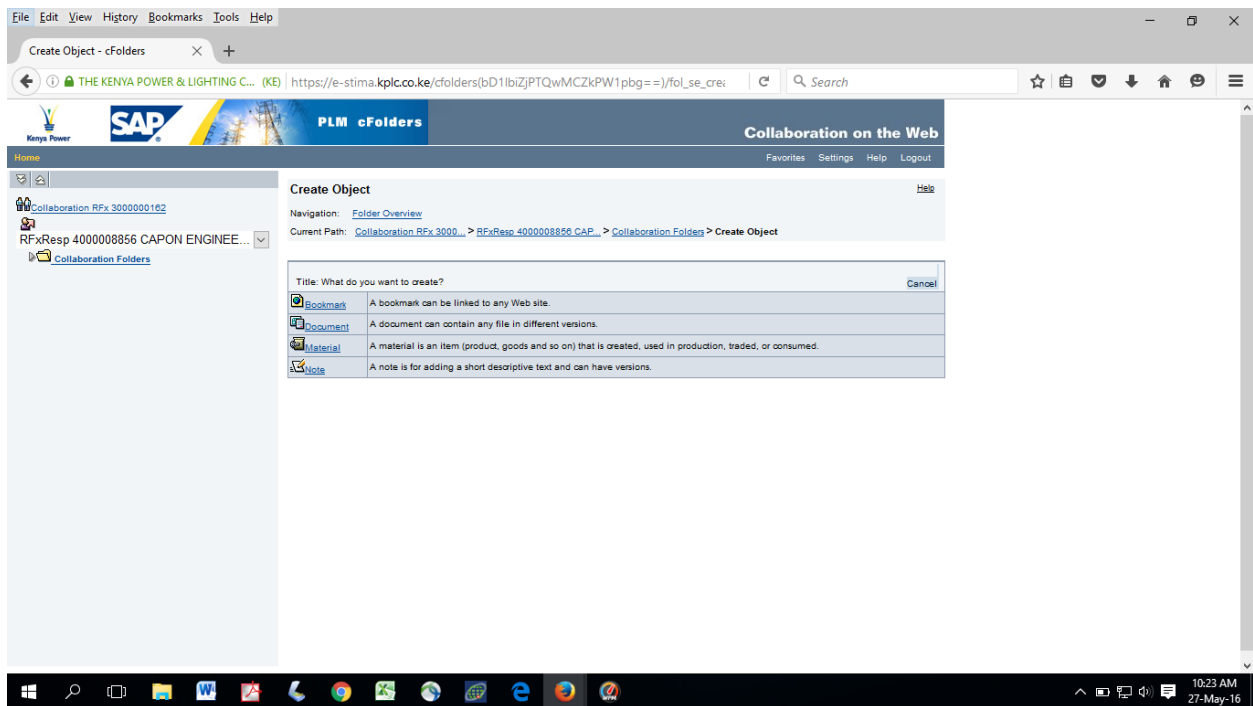 File Edit View History Bookmarks Tools Help
Create Object - cFolders
THE KENYA POWER & LIGHTING C... (KE) https://e-stima.kplc.co.ke/cfolders(bD1lbiZjPTQwMCZkPW1pbg==)/fol_se_crea Search
Kenya Power SAP PLM cFolders Collaboration on the Web
Home Favorites Settings Help Logout
Collaboration RFx 3000000162
RFxResp 4000008856 CAPON ENGINEE...
Collaboration Folders
Create Object Help
Navigation: Folder Overview
Current Path: Collaboration RFx 3000... > RFxResp 4000008856 CAP... > Collaboration Folders > Create Object
Title: What do you want to create? Cancel
Bookmark A bookmark can be linked to any Web site.
Document A document can contain any file in different versions.
Material A material is an item (product, goods and so on) that is created, used in production, traded, or consumed.
Note A note is for adding a short descriptive text and can have versions.
10:23 AM
27-May-16